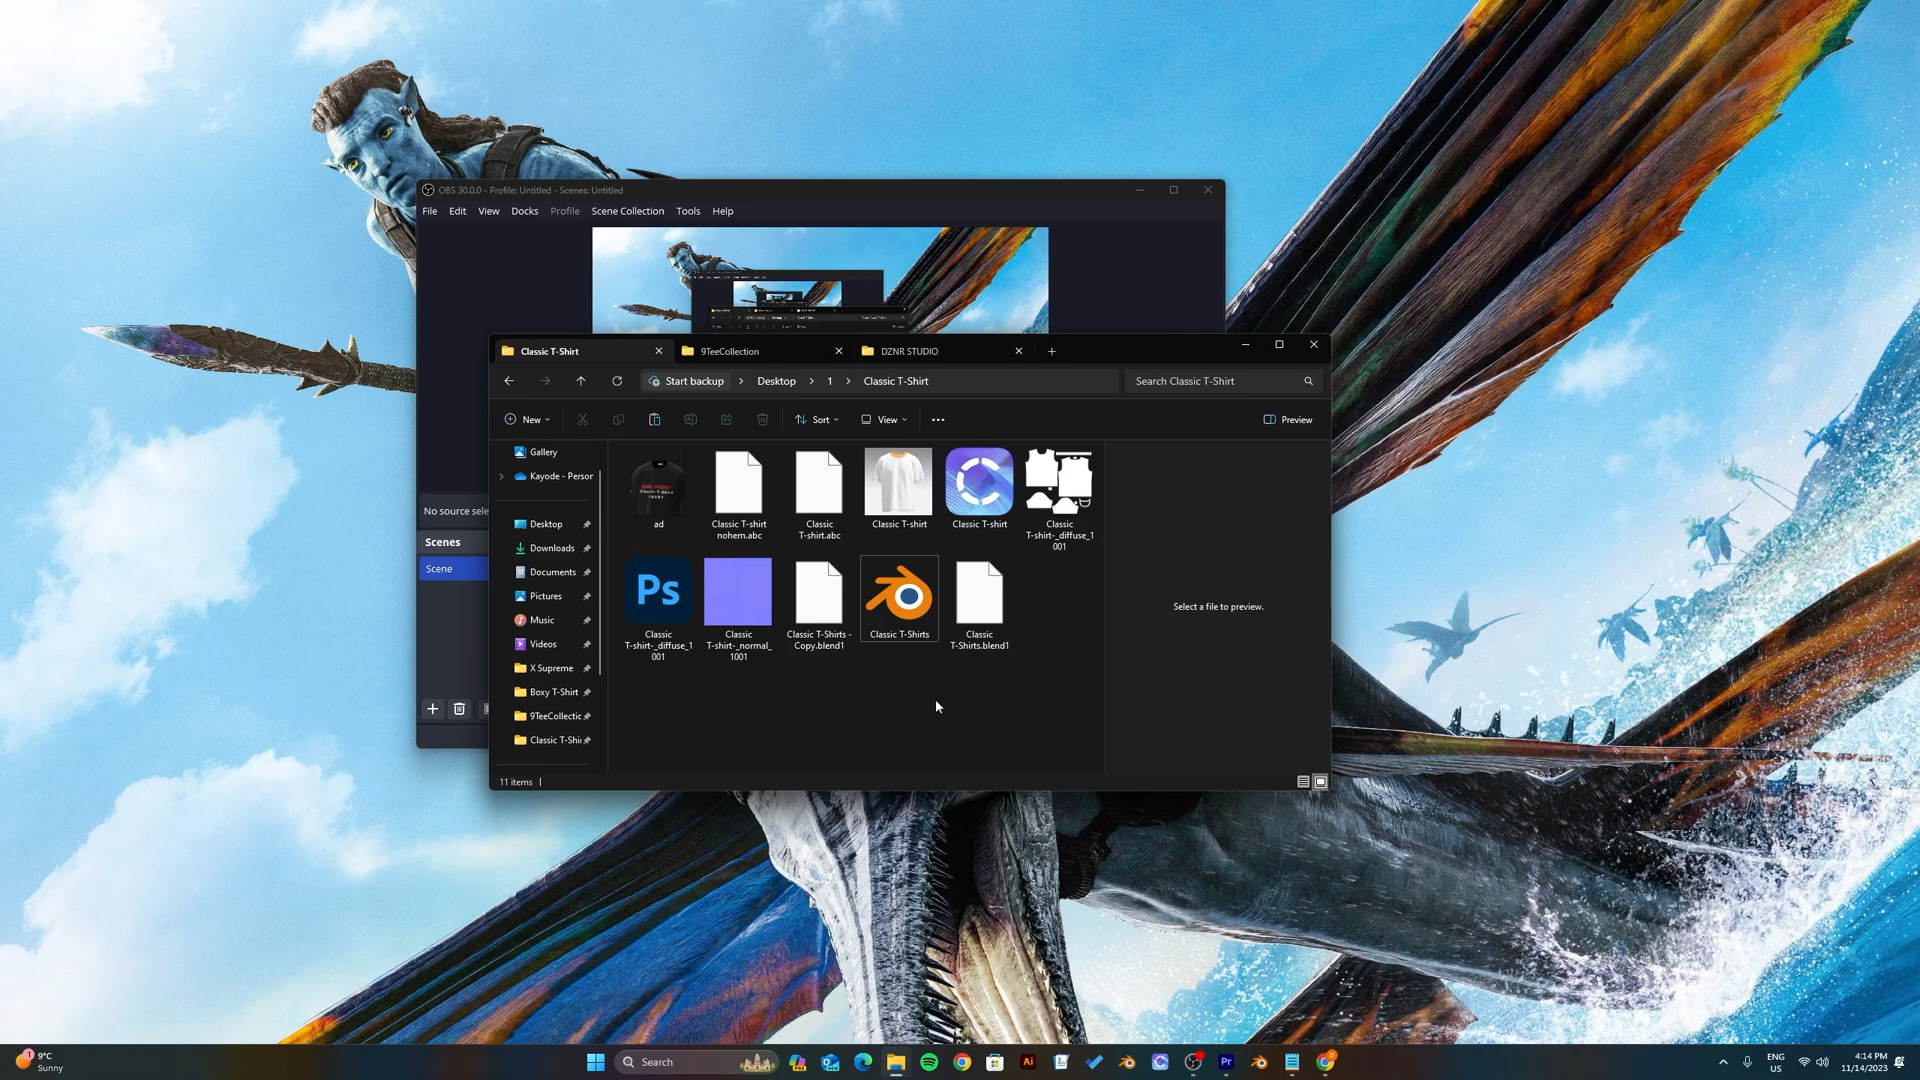 OBS 30.0.0 - Profile: Untitled - Scenes: Untitled
File Edit View Docks Profile Scene Collection Tools Help
Classic T-Shirt
9TeeCollection
DZNR STUDIO
Start backup
Desktop
1
Classic T-Shirt
Search Classic T-Shirt
New
Sort
View
Preview
Gallery
Kayode - Person
Desktop
Downloads
Documents
Pictures
Music
Videos
X Supreme
Boxy T-Shirt
9TeeCollectic
Classic T-Shi
ad
Classic T-shirt
nohem.abc
Classic
T-shirt.abc
Classic T-shirt
Classic T-shirt
Classic
T-shirt-_diffuse_1
001
Ps
Classic
T-shirt-_diffuse_1
001
Classic
T-shirt-_normal_
1001
Classic T-Shirts -
Copy.blend1
Classic T-Shirts
Classic
T-Shirts.blend1
Select a file to preview.
11 items
No source sele
Scenes
Scene
1
9°C
Sunny
Search
Ai
Pr
ENG
US
4:14 PM
11/14/2023